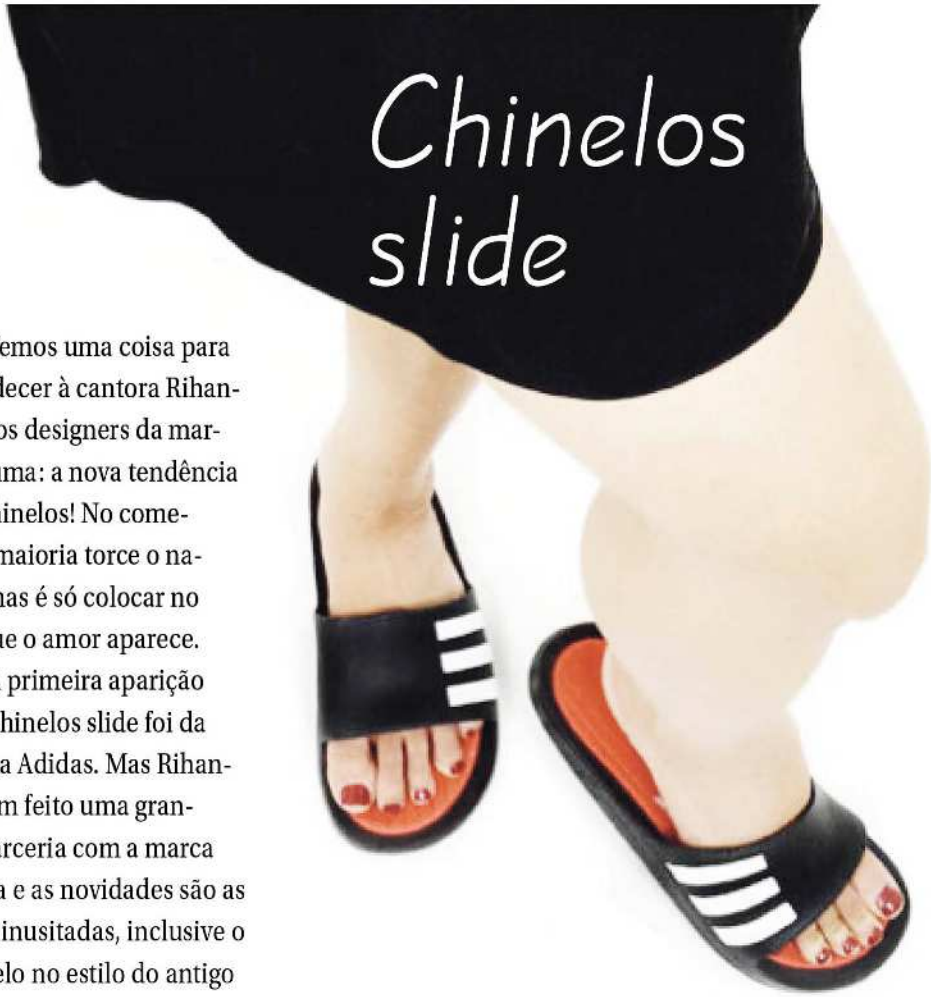 Chinelos
slide
emos uma coisa para
decer à cantora Rihan-
os designers da mar-
uma: a nova tendência
hinelos! No come-
maioria torce o na-
mas é só colocar no
ue o amor aparece.
primeira aparição
hinelos slide foi da
a Adidas. Mas Rihan-
m feito uma gran-
arceria com a marca
a e as novidades são as
inusitadas, inclusive o
elo no estilo do antigo